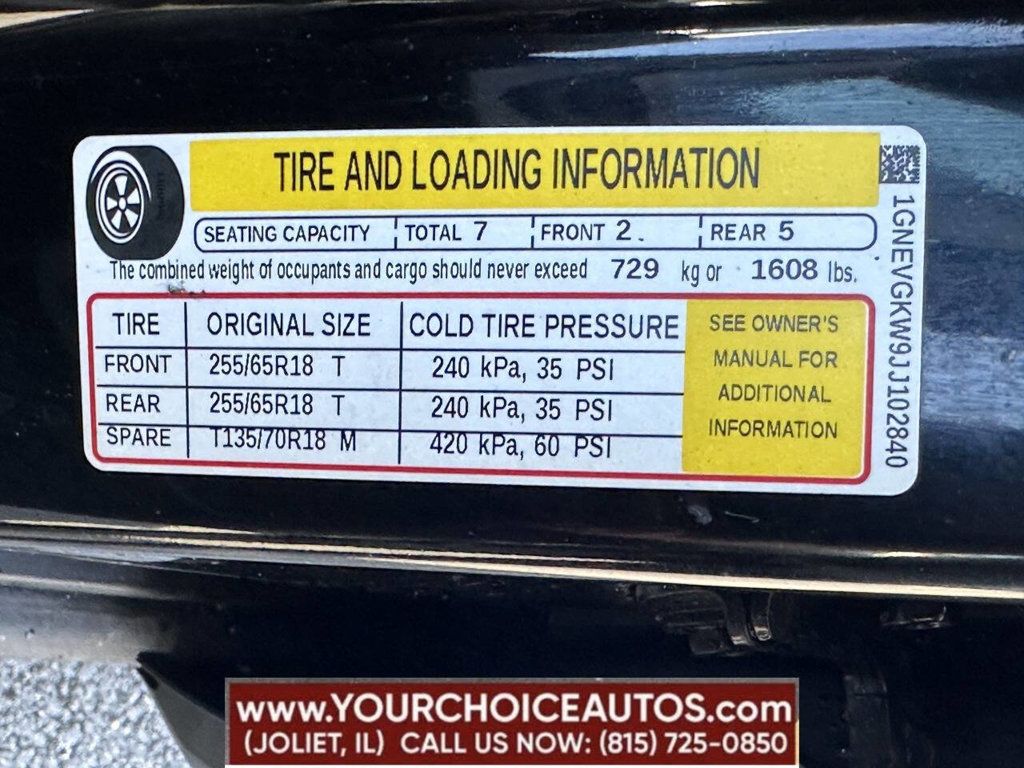 TIRE AND LOADING INFORMATION
SEATING CAPACITY TOTAL 7 FRONT 2. REAR 5
The combined weight of occupants and cargo should never exceed 729 kg or 1608 lbs.
TIRE ORIGINAL SIZE COLD TIRE PRESSURE
FRONT 255/65R18 T 240 kPa, 35 PSI
REAR 255/65R18 T 240 kPa, 35 PSI
SPARE T135/70R18 M 420 kPa, 60 PSI
SEE OWNER'S
MANUAL FOR
ADDITIONAL
INFORMATION
1GNEVGKW9JJ102840
www.YOURCHOICEAUTOS.com
(JOLIET, IL) CALL US NOW: (815) 725-0850